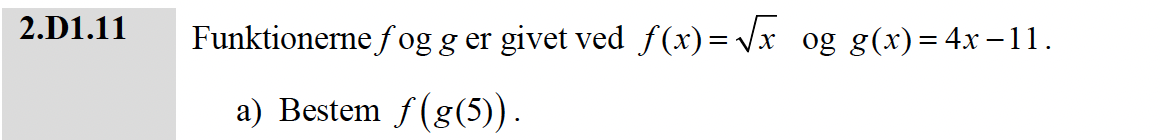 2.D1.11 Funktionerne f og g er givet ved f(x) = √x og g(x) = 4x − 11.
a) Bestem f(g(5)).